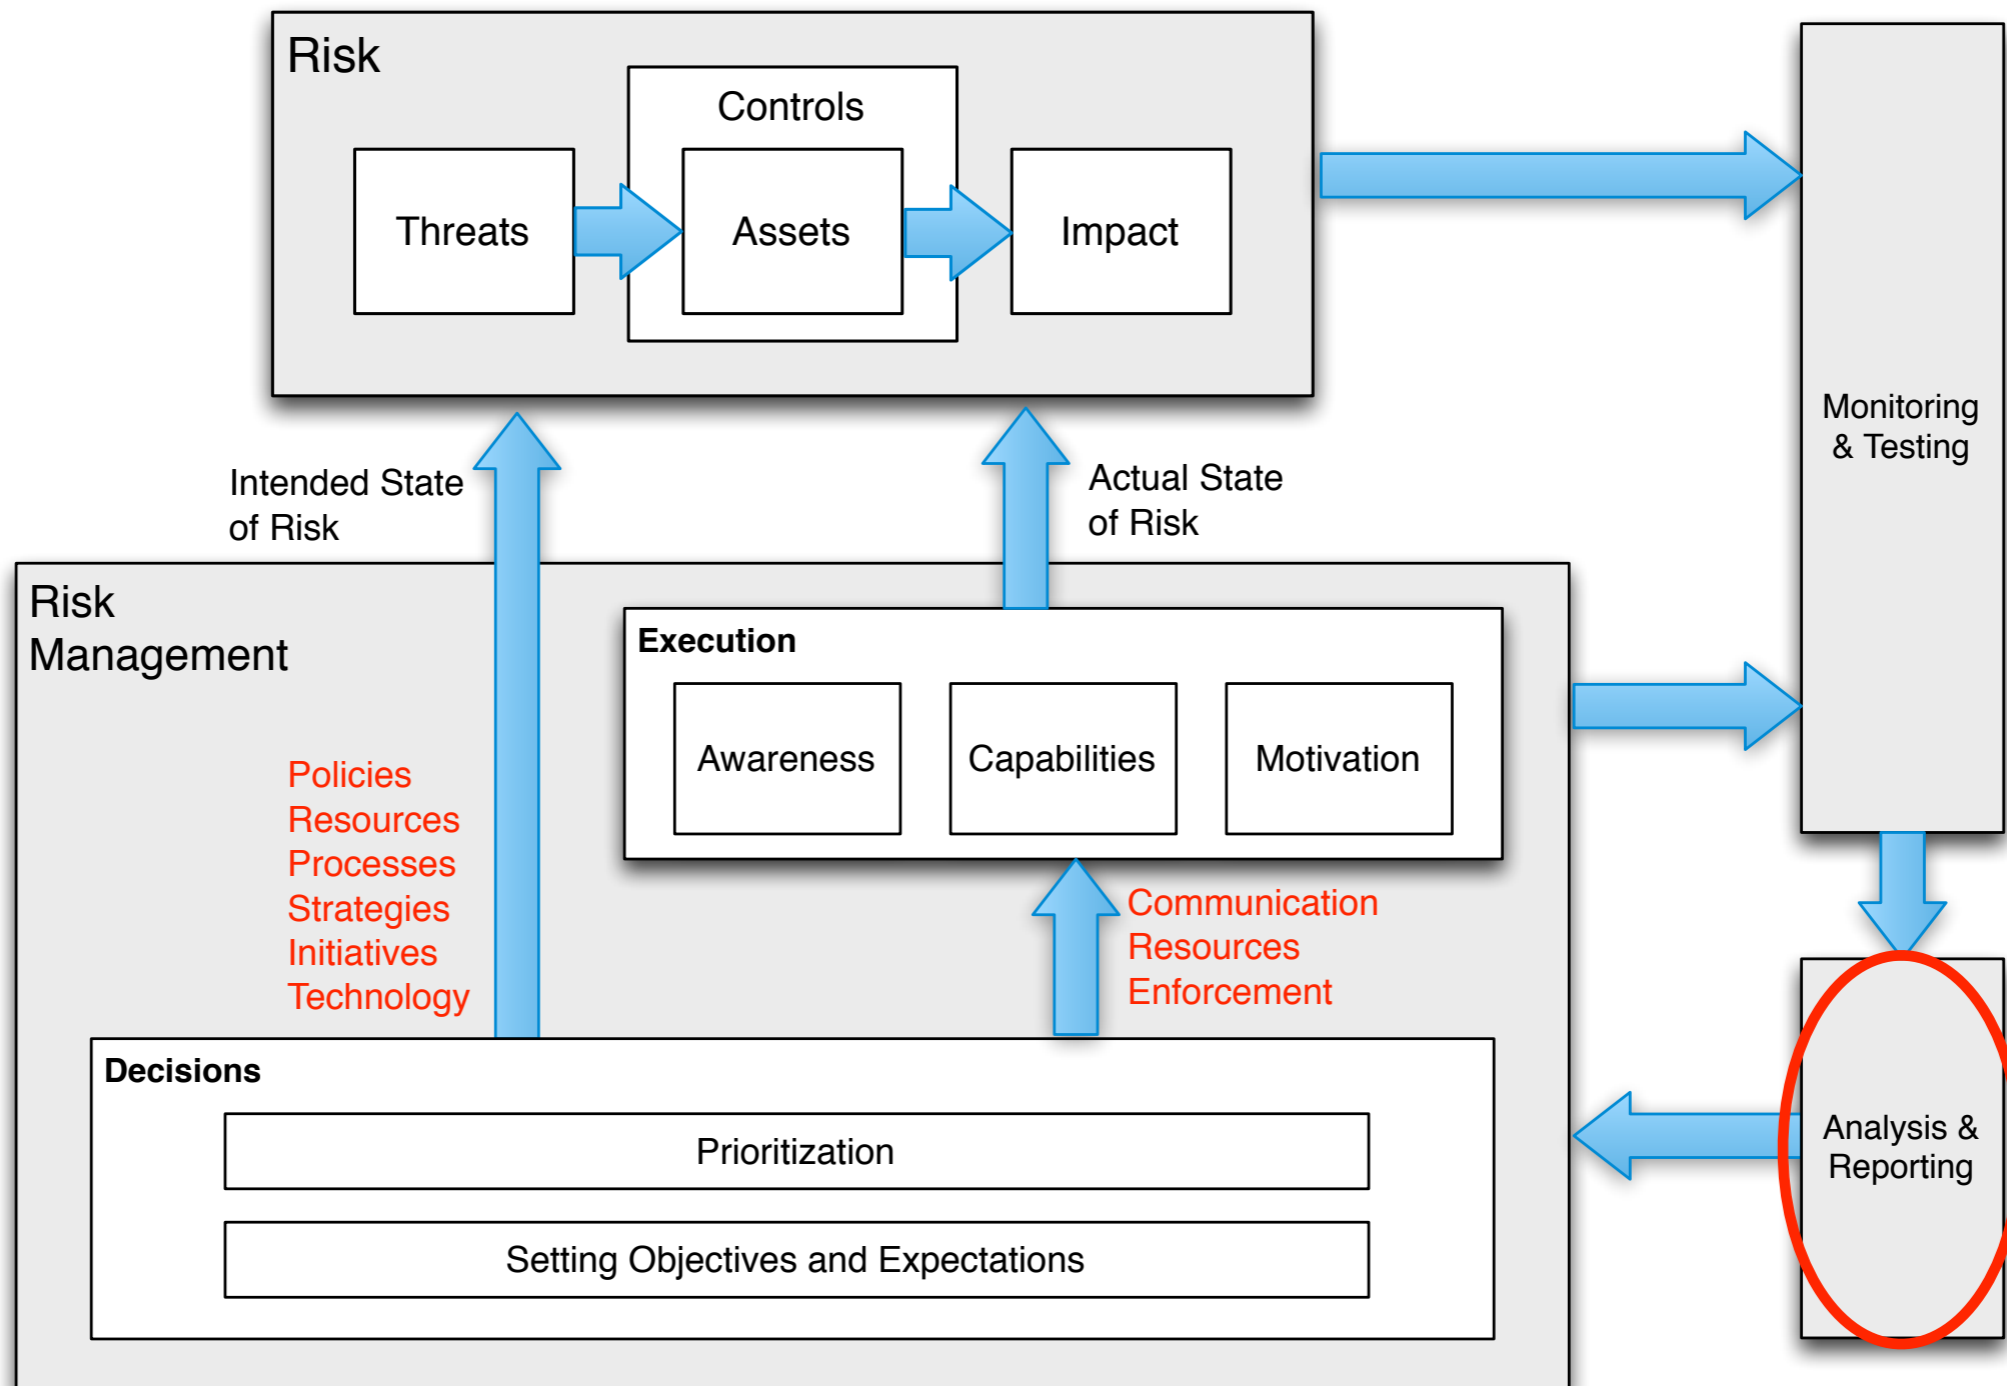 Risk
Controls
Threats
Assets
Impact
Monitoring
& Testing
Intended State
of Risk
Actual State
of Risk
Risk
Management
Execution
Awareness
Capabilities
Motivation
Policies
Resources
Processes
Strategies
Initiatives
Technology
Communication
Resources
Enforcement
Decisions
Prioritization
Setting Objectives and Expectations
Analysis &
Reporting